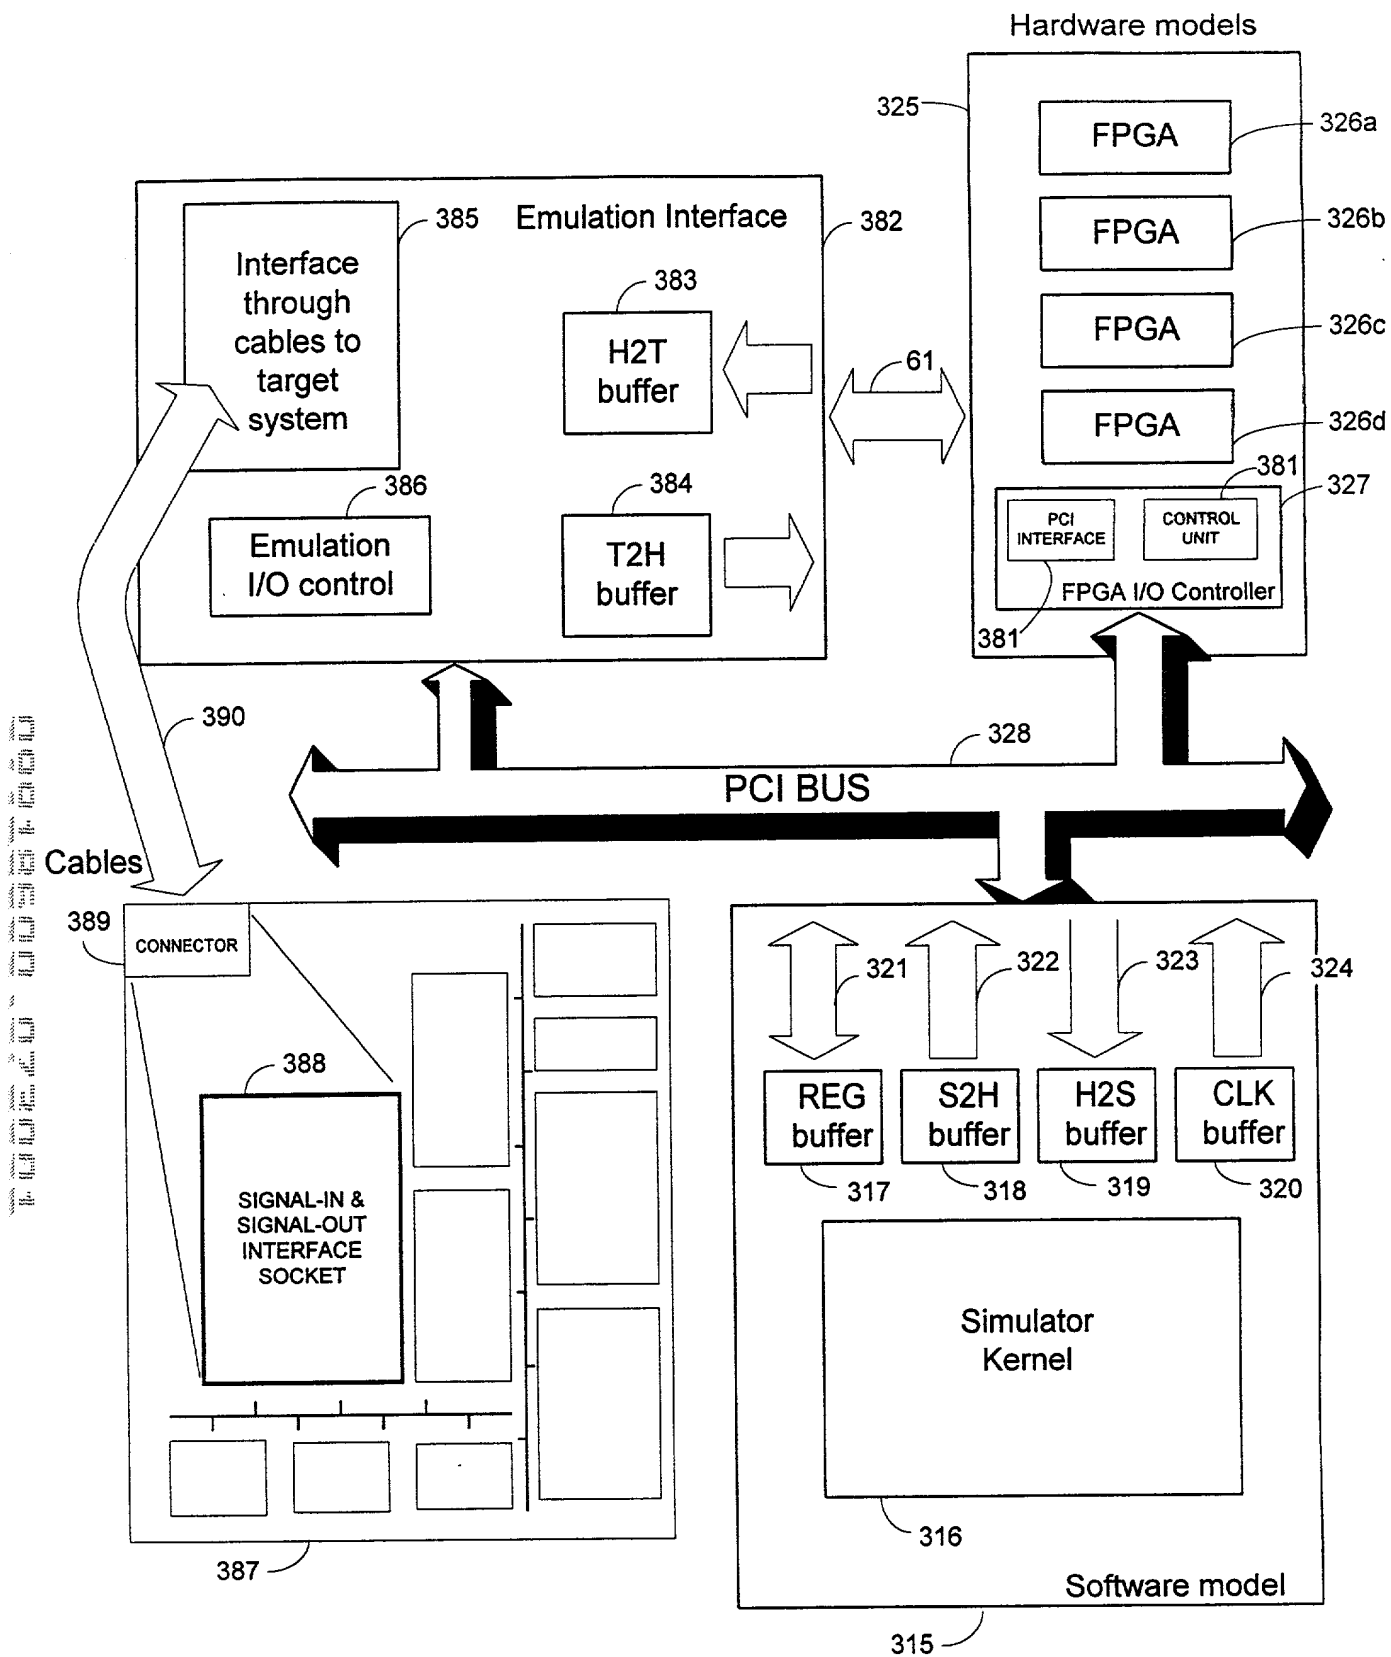 Hardware models
325
FPGA
326a
FPGA
326b
FPGA
326c
FPGA
326d
381
327
PCI
INTERFACE
CONTROL
UNIT
FPGA I/O Controller
381
61
385
Emulation Interface
382
Interface
through
cables to
target
system
383
H2T
buffer
386
Emulation
I/O control
384
T2H
buffer
390
328
PCI BUS
Cables
389
CONNECTOR
388
SIGNAL-IN &
SIGNAL-OUT
INTERFACE
SOCKET
387
321
322
323
324
REG
buffer
S2H
buffer
H2S
buffer
CLK
buffer
317
318
319
320
Simulator
Kernel
316
Software model
315